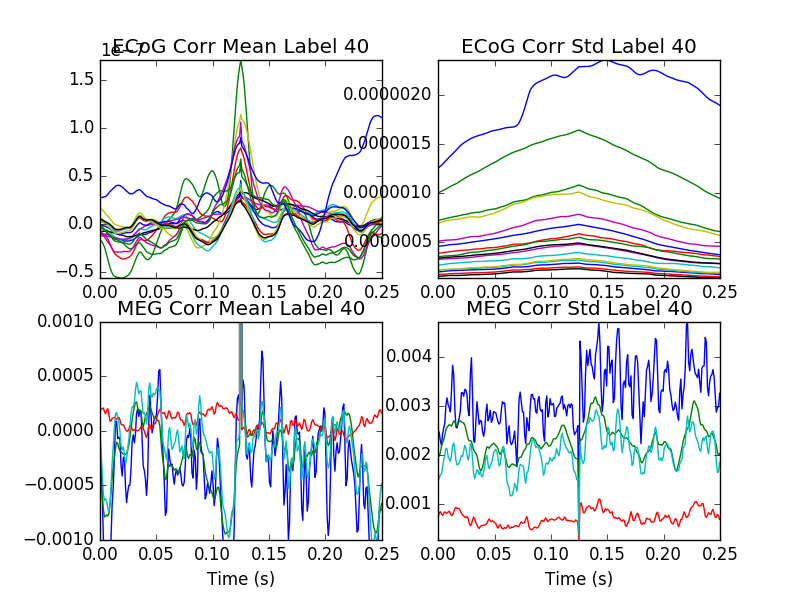 ECoG Corr Mean Label 40
ECoG Corr Std Label 40
1e−7
1.5
1.0
0.5
0.0
−0.5
0.00 0.05 0.10 0.15 0.20 0.25
0.0000020
0.0000015
0.0000010
0.0000005
0.00 0.05 0.10 0.15 0.20 0.25
MEG Corr Mean Label 40
MEG Corr Std Label 40
0.0010
0.0005
0.0000
−0.0005
−0.0010
0.00 0.05 0.10 0.15 0.20 0.25
Time (s)
0.004
0.003
0.002
0.001
0.00 0.05 0.10 0.15 0.20 0.25
Time (s)